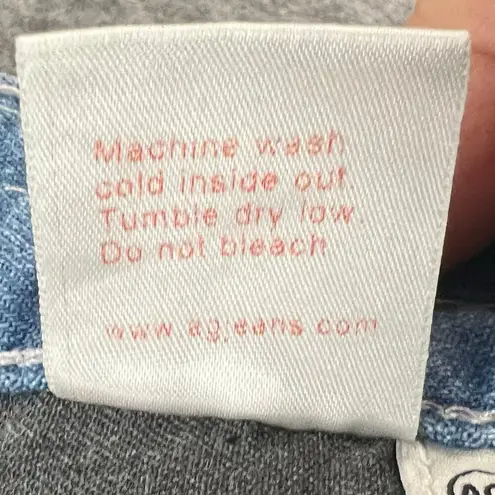 Machine wash
cold inside out.
Tumble dry low.
Do not bleach
www.agjeans.com